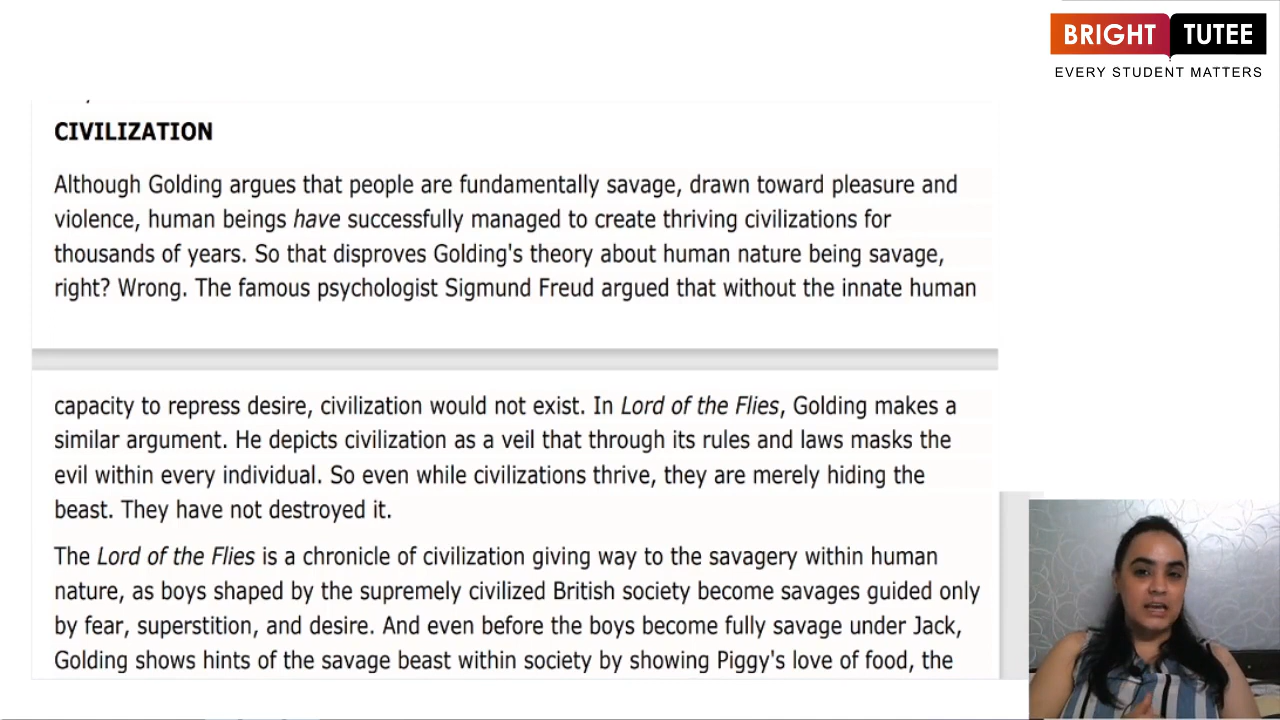 BRIGHT TUTEE
EVERY STUDENT MATTERS
CIVILIZATION
Although Golding argues that people are fundamentally savage, drawn toward pleasure and
violence, human beings have successfully managed to create thriving civilizations for
thousands of years. So that disproves Golding's theory about human nature being savage,
right? Wrong. The famous psychologist Sigmund Freud argued that without the innate human
capacity to repress desire, civilization would not exist. In Lord of the Flies, Golding makes a
similar argument. He depicts civilization as a veil that through its rules and laws masks the
evil within every individual. So even while civilizations thrive, they are merely hiding the
beast. They have not destroyed it.
The Lord of the Flies is a chronicle of civilization giving way to the savagery within human
nature, as boys shaped by the supremely civilized British society become savages guided only
by fear, superstition, and desire. And even before the boys become fully savage under Jack,
Golding shows hints of the savage beast within society by showing Piggy's love of food, the